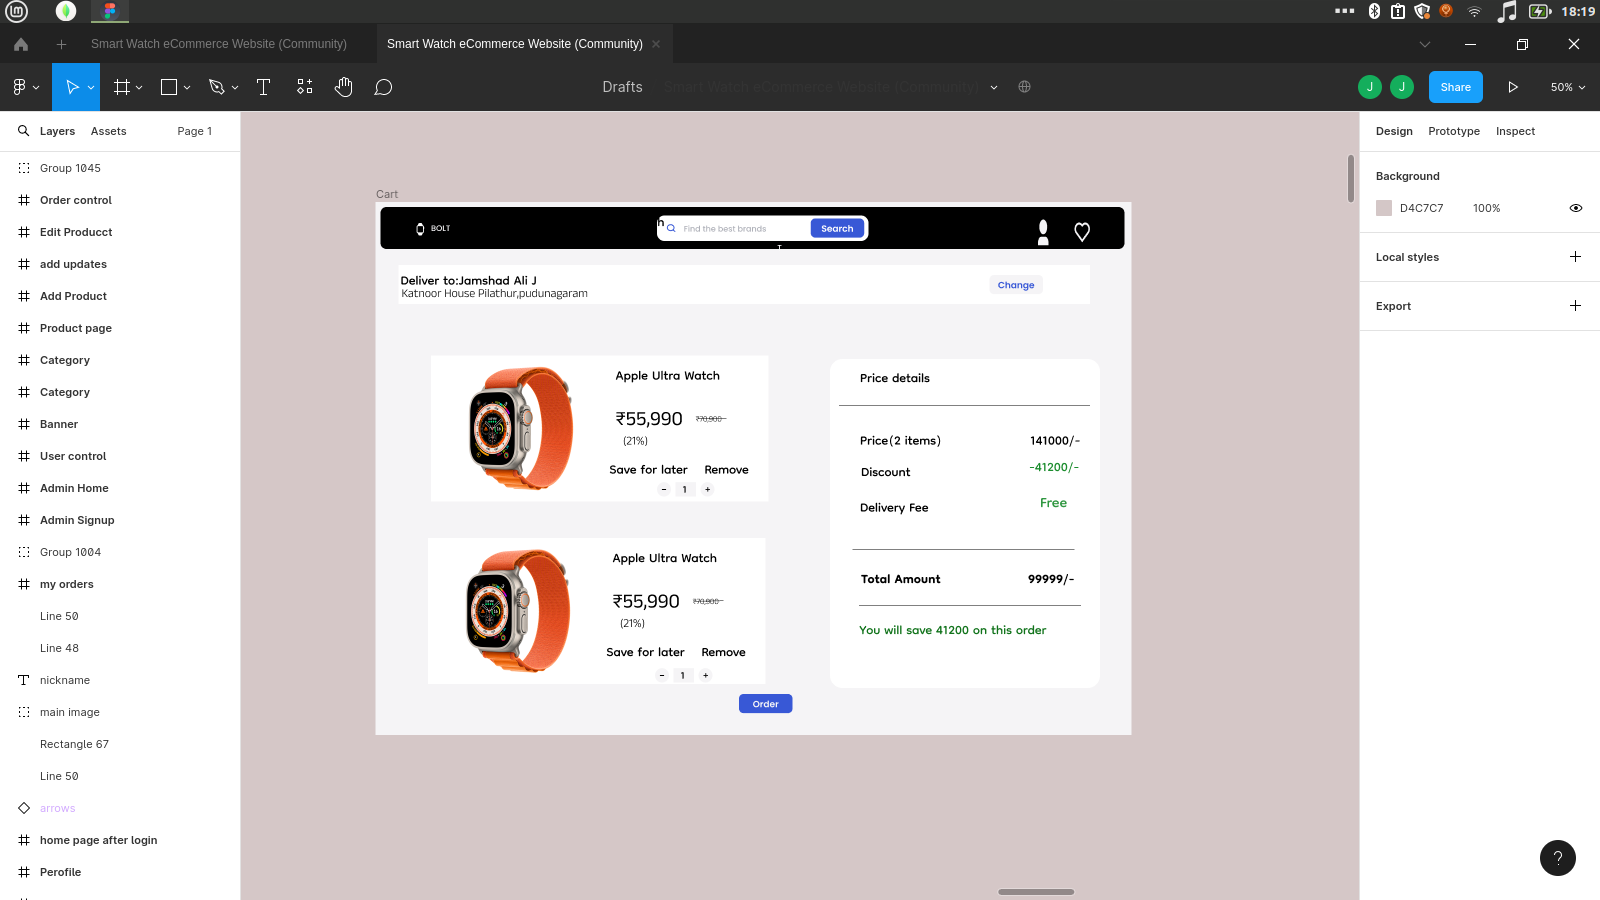 18:19
Smart Watch eCommerce Website (Community)
Smart Watch eCommerce Website (Community)
Drafts
Smart Watch eCommerce Website (Community)
J
J
Share
50%
Layers
Assets
Page 1
Group 1045
Order control
Edit Producct
add updates
Add Product
Product page
Category
Category
Banner
User control
Admin Home
Admin Signup
Group 1004
my orders
Line 50
Line 48
nickname
main image
Rectangle 67
Line 50
arrows
home page after login
Perofile
Cart
BOLT
h
Find the best brands
Search
T
Deliver to:Jamshad Ali J
Katnoor House Pilathur,pudunagaram
Change
Apple Ultra Watch
₹55,990
₹70,900
(21%)
Save for later
Remove
- 1 +
Apple Ultra Watch
₹55,990
₹70,900
(21%)
Save for later
Remove
- 1 +
Order
Price details
Price(2 items)
141000/-
Discount
-41200/-
Delivery Fee
Free
Total Amount
99999/-
You will save 41200 on this order
Design
Prototype
Inspect
Background
D4C7C7
100%
Local styles
Export
?